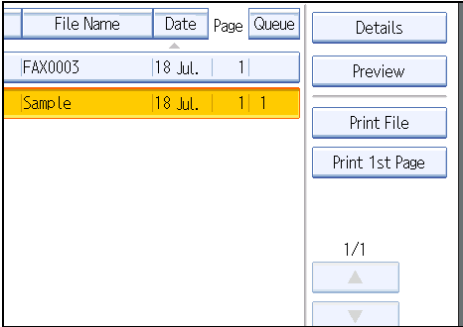 File Name Date Page Queue Details
FAX0003 18 Jul. 1 Preview
Sample 18 Jul. 1 1
Print File
Print 1st Page
1/1